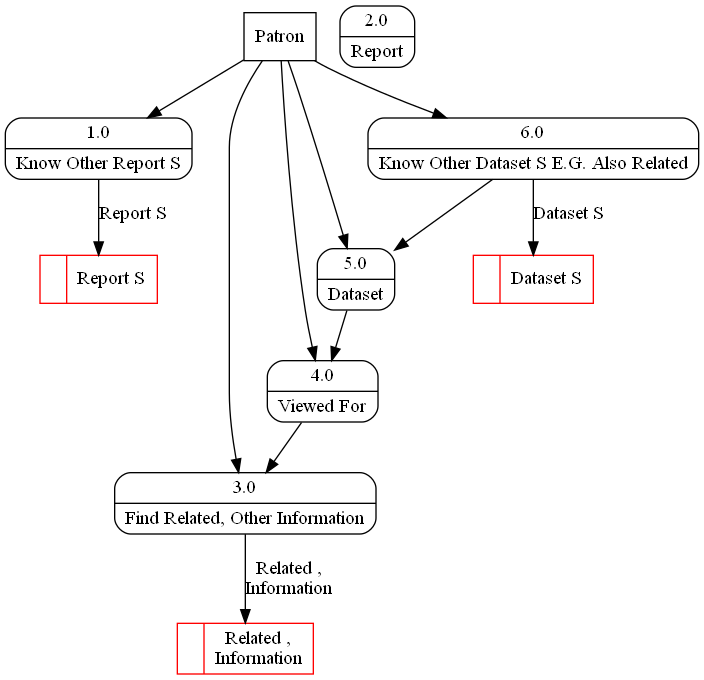 Patron
2.0
Report
1.0
Know Other Report S
6.0
Know Other Dataset S E.G. Also Related
Report S
Dataset S
5.0
Dataset
Report S
Dataset S
4.0
Viewed For
3.0
Find Related, Other Information
Related ,
Information
Related ,
Information